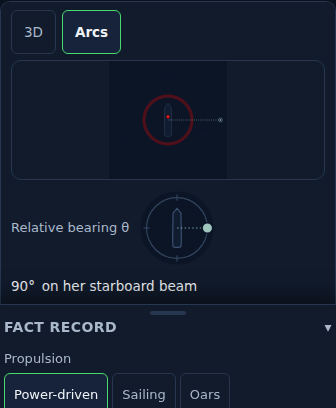 3D Arcs
Relative bearing θ
90° on her starboard beam
FACT RECORD ▼
Propulsion
Power-driven Sailing Oars